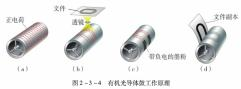 正电荷
文件
透镜
带负电的墨粉
文件副本
(a)
(b)
(c)
(d)
图2-3-4 有机光导体鼓工作原理